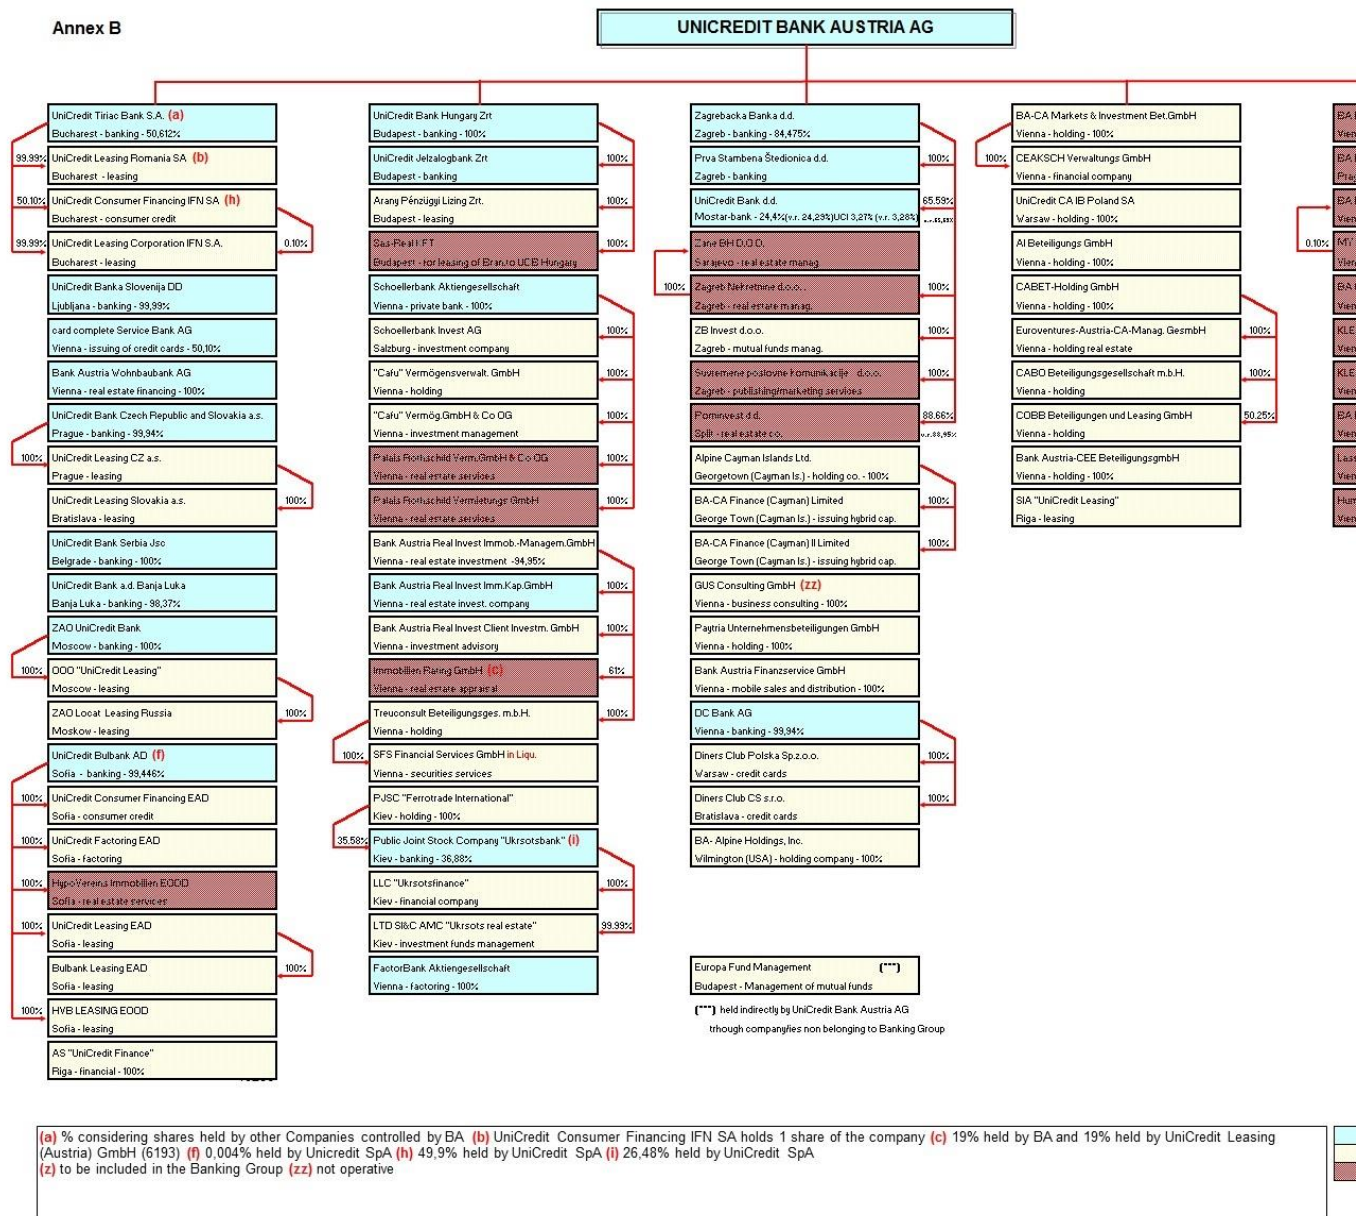 Annex B
UNICREDIT BANK AUSTRIA AG
UniCredit Tiriac Bank S.A. (a)
Bucharest - banking - 50,612%
99.99%
UniCredit Leasing Romania SA (b)
Bucharest - leasing
50.10%
UniCredit Consumer Financing IFN SA (h)
Bucharest - consumer credit
99.99%
UniCredit Leasing Corporation IFN S.A.
0.10%
Bucharest - leasing
UniCredit Banka Slovenija DD
Ljubljana - banking - 99,99%
card complete Service Bank AG
Vienna - issuing of credit cards - 50,10%
Bank Austria Wohnbaubank AG
Vienna - real estate financing - 100%
UniCredit Bank Czech Republic and Slovakia a.s.
Prague - banking - 99,94%
100%
UniCredit Leasing CZ a.s.
Prague - leasing
UniCredit Leasing Slovakia a.s.
100%
Bratislava - leasing
UniCredit Bank Serbia Jsc
Belgrade - banking - 100%
UniCredit Bank a.d. Banja Luka
Banja Luka - banking - 98,37%
ZAO UniCredit Bank
Moscow - banking - 100%
100%
OOO "UniCredit Leasing"
Moscow - leasing
ZAO Locat Leasing Russia
100%
Moskow - leasing
UniCredit Bulbank AD (f)
Sofia - banking - 99,446%
100%
UniCredit Consumer Financing EAD
Sofia - consumer credit
100%
UniCredit Factoring EAD
Sofia - factoring
100%
HypoVereins Immobilien EOOD
Sofia - real estate services
100%
UniCredit Leasing EAD
Sofia - leasing
Bulbank Leasing EAD
100%
Sofia - leasing
100%
HVB LEASING EOOD
Sofia - leasing
AS "UniCredit Finance"
Riga - financial - 100%
UniCredit Bank Hungary Zrt
Budapest - banking - 100%
UniCredit Jelzalogbank Zrt
100%
Budapest - banking
Arany Pénzügyi Lizing Zrt.
100%
Budapest - leasing
100%
Budapest - for leasing of Bran.to UCB Hungary
Schoellerbank Aktiengesellschaft
Vienna - private bank - 100%
Schoellerbank Invest AG
100%
Salzburg - investment company
"Cafu" Vermögensverwalt. GmbH
100%
Vienna - holding
"Cafu" Vermög.GmbH & Co OG
100%
Vienna - investment management
Palais Rothschild Verm.GmbH & Co OG
100%
Vienna - real estate services
Palais Rothschild Vermietungs GmbH
100%
Vienna - real estate services
Bank Austria Real Invest Immob.-Managem.GmbH
Vienna - real estate investment -94,95%
Bank Austria Real Invest Imm.Kap.GmbH
100%
Vienna - real estate invest. company
Bank Austria Real Invest Client Investm. GmbH
100%
Vienna - investment advisory
Immobilien Rating GmbH (c)
61%
Vienna - real estate appraisal
Treuconsult Beteiligungsges. m.b.H.
100%
Vienna - holding
100%
SFS Financial Services GmbH in Liqu.
Vienna - securities services
PJSC "Ferrotrade International"
Kiev - holding - 100%
35.58%
Public Joint Stock Company "Ukrsotsbank" (i)
Kiev - banking - 36,88%
LLC "Ukrsotsfinance"
100%
Kiev - financial company
LTD SI&C AMC "Ukrsots real estate"
99.99%
Kiev - investment funds management
FactorBank Aktiengesellschaft
Vienna - factoring - 100%
Zagrebacka Banka d.d.
Zagreb - banking - 84,475%
Prva Stambena Štedionica d.d.
100%
Zagreb - banking
UniCredit Bank d.d.
65.59%
Mostar-bank - 24,4%(v.r. 24,29%)UCI 3,27% (v.r. 3,28%)
Zane BH D.O.O.
Sarajevo - real estate manag.
100%
Zagreb Nekretnine d.o.o.
100%
Zagreb - real estate manag.
ZB Invest d.o.o.
100%
Zagreb - mutual funds manag.
Suvremene poslovne komunikacije d.o.o.
100%
Zagreb - publishing/marketing services
Pominvest d.d.
88.66%
Split - real estate co.
v.r.88,95%
Alpine Cayman Islands Ltd.
Georgetown (Cayman Is.) - holding co. - 100%
BA-CA Finance (Cayman) Limited
100%
George Town (Cayman Is.) - issuing hybrid cap.
BA-CA Finance (Cayman) II Limited
100%
George Town (Cayman Is.) - issuing hybrid cap.
GUS Consulting GmbH (zz)
Vienna - business consulting - 100%
Paytria Unternehmensbeteiligungen GmbH
Vienna - holding - 100%
Bank Austria Finanzservice GmbH
Vienna - mobile sales and distribution - 100%
DC Bank AG
Vienna - banking - 99,94%
Diners Club Polska Sp.z.o.o.
100%
Warsaw - credit cards
Diners Club CS s.r.o.
100%
Bratislava - credit cards
BA- Alpine Holdings, Inc.
Wilmington (USA) - holding company - 100%
Europa Fund Management (***)
Budapest - Management of mutual funds
(***) held indirectly by UniCredit Bank Austria AG
trhough company/ies non belonging to Banking Group
BA-CA Markets & Investment Bet.GmbH
Vienna - holding - 100%
100%
CEAKSCH Verwaltungs GmbH
Vienna - financial company
UniCredit CA IB Poland SA
Warsaw - holding - 100%
AI Beteiligungs GmbH
Vienna - holding - 100%
CABET-Holding GmbH
Vienna - holding - 100%
Euroventures-Austria-CA-Manag. GesmbH
100%
Vienna - holding real estate
CABO Beteiligungsgesellschaft m.b.H.
100%
Vienna - holding
COBB Beteiligungen und Leasing GmbH
50.25%
Vienna - holding
Bank Austria-CEE BeteiligungsgmbH
Vienna - holding - 100%
SIA "UniCredit Leasing"
Riga - leasing
0.10%
(a) % considering shares held by other Companies controlled by BA (b) UniCredit Consumer Financing IFN SA holds 1 share of the company (c) 19% held by BA and 19% held by UniCredit Leasing
(Austria) GmbH (6193) (f) 0,004% held by Unicredit SpA (h) 49,9% held by UniCredit SpA (i) 26,48% held by UniCredit SpA
(z) to be included in the Banking Group (zz) not operative